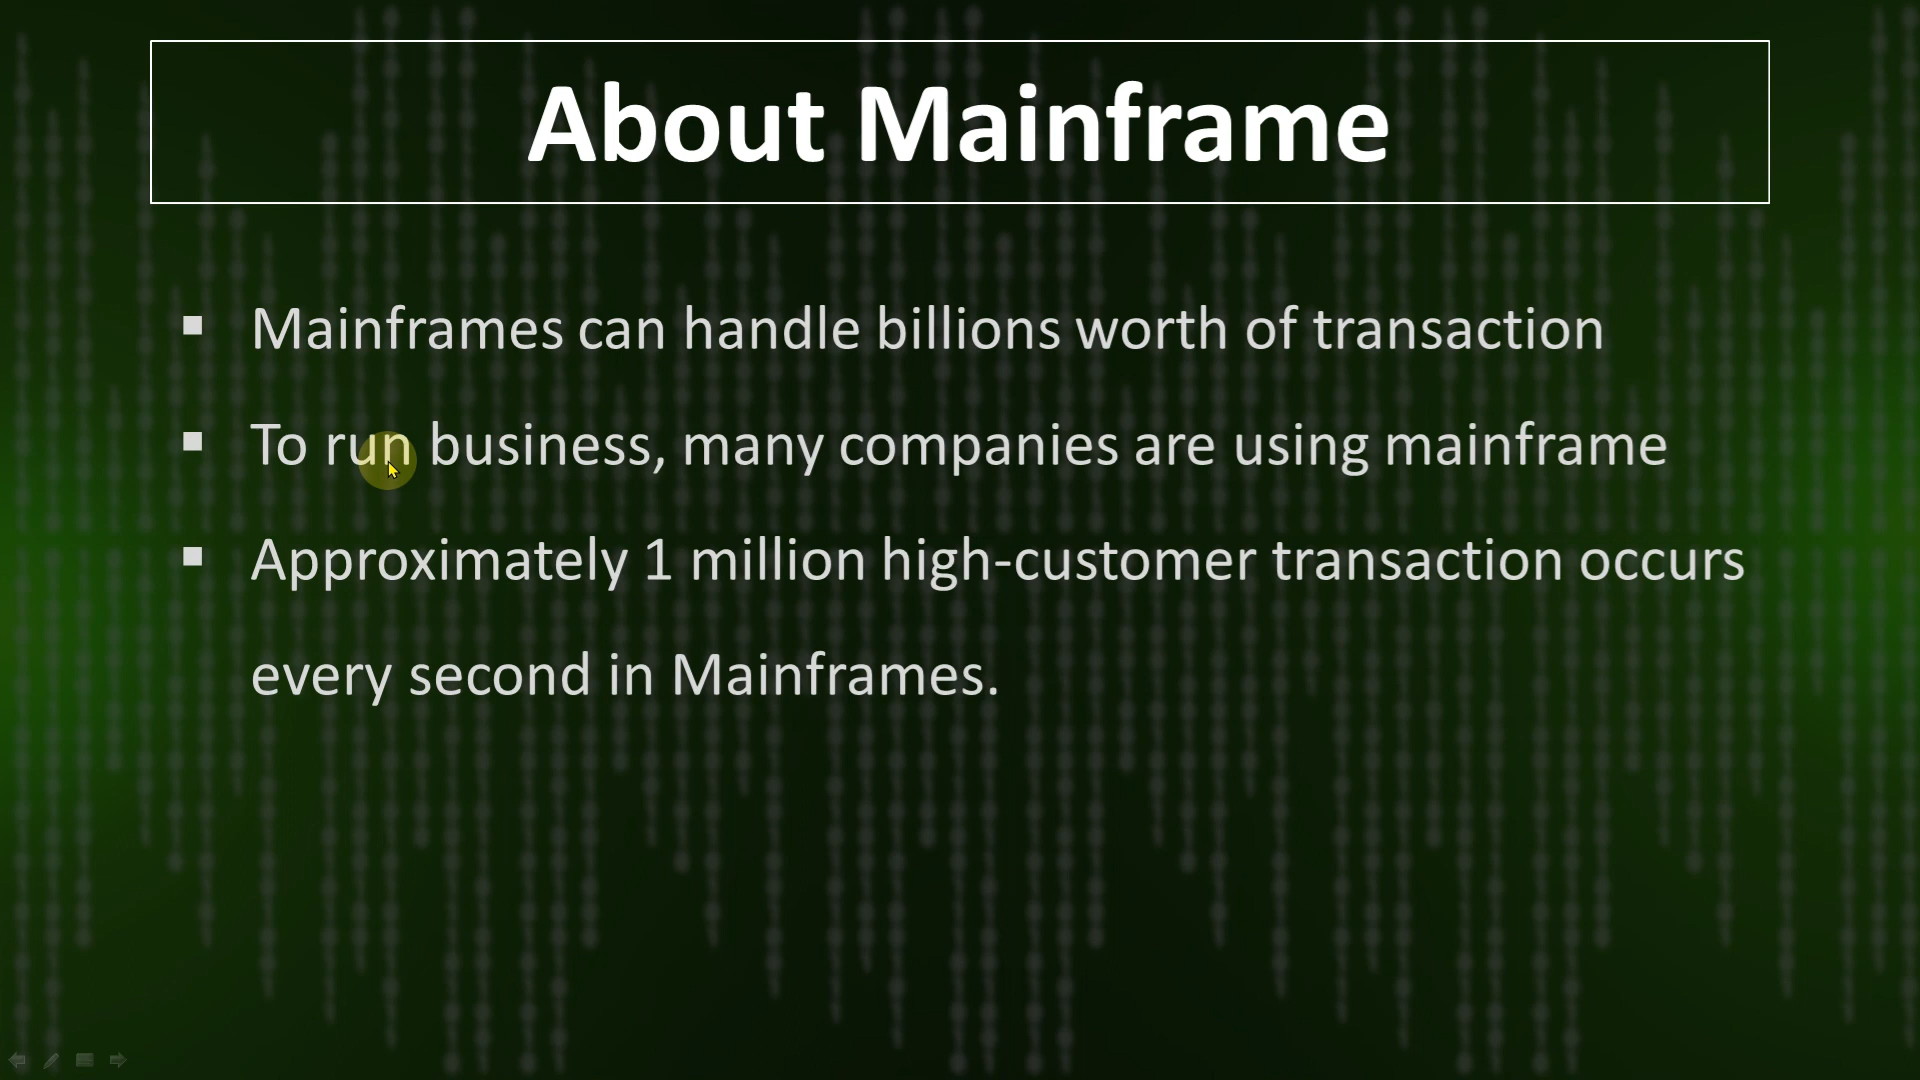 About Mainframe
Mainframes can handle billions worth of transaction
To run business, many companies are using mainframe
Approximately 1 million high-customer transaction occurs
every second in Mainframes.